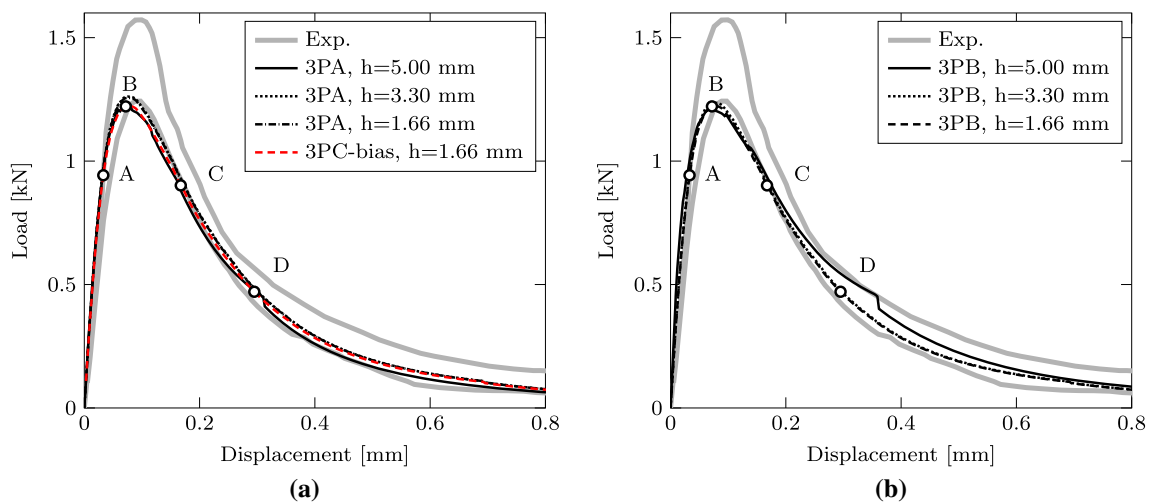 1.5
1
0.5
0
Load [kN]
0 0.2 0.4 0.6 0.8
Displacement [mm]
Exp.
3PA, h=5.00 mm
3PA, h=3.30 mm
3PA, h=1.66 mm
3PC-bias, h=1.66 mm
B
A
C
D
(a)
1.5
1
0.5
0
Load [kN]
0 0.2 0.4 0.6 0.8
Displacement [mm]
Exp.
3PB, h=5.00 mm
3PB, h=3.30 mm
3PB, h=1.66 mm
B
A
C
D
(b)